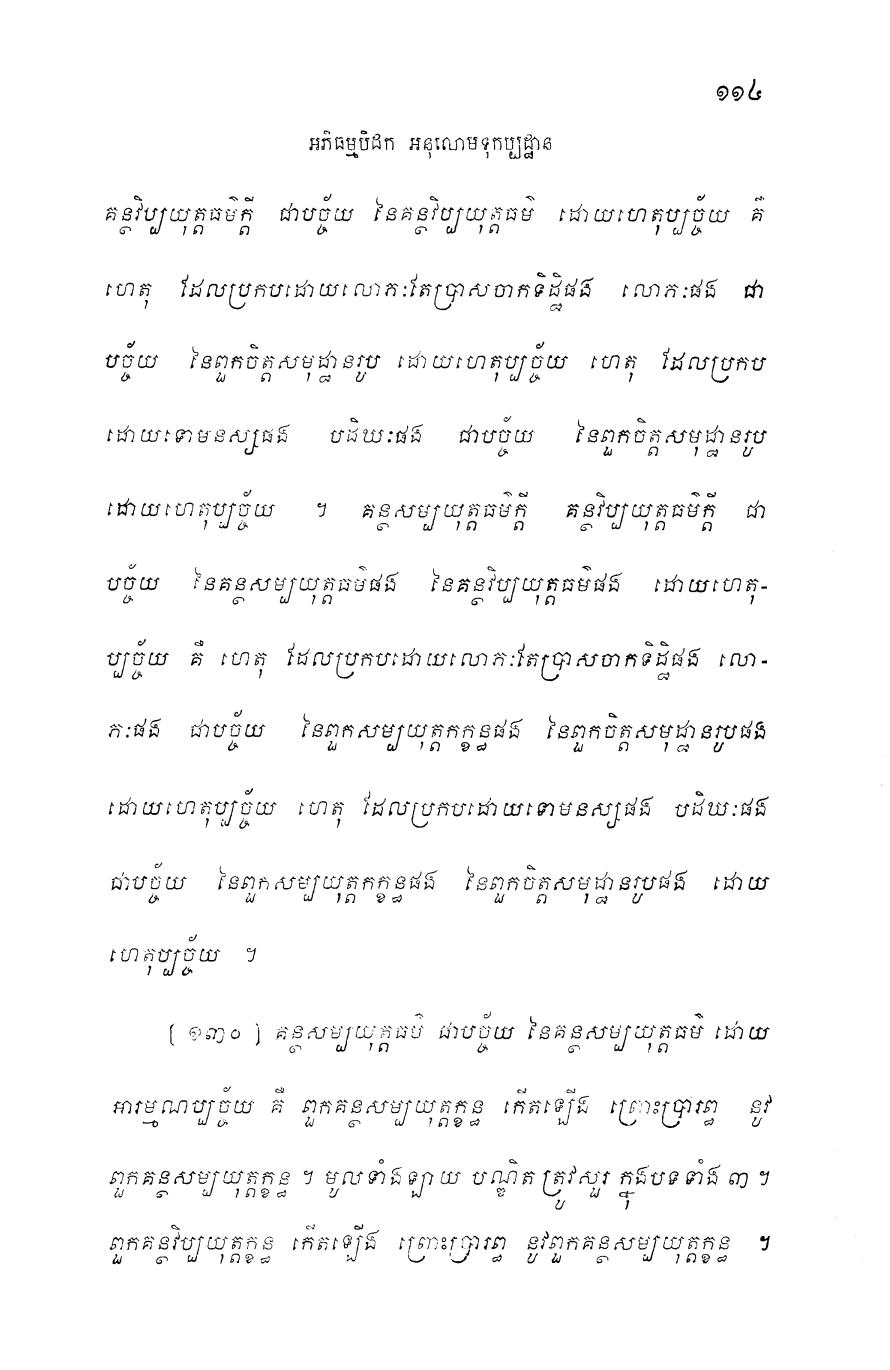 ១១៤
អភិធម្មបិដក អនុលោមទុកប្បដ្ឋាន
គន្ថវិប្បយុត្តធម៌ក្តី ជាបច្ច័យ នៃគន្ថវិប្បយុត្តធម៌ ដោយហេតុប្បច្ច័យ គឺ
ហេតុ ដែលប្រកបដោយលោភៈតែប្រាសចាកទិដ្ឋិផង លោភៈផង ជា
បច្ច័យ នៃពួកចិត្តសមុដ្ឋានរូប ដោយហេតុប្បច្ច័យ ហេតុ ដែលប្រកប
ដោយទោមនស្សផង បដិឃៈផង ជាបច្ច័យ នៃពួកចិត្តសមុដ្ឋានរូប
ដោយហេតុប្បច្ច័យ ។ គន្ថសម្បយុត្តធម៌ក្តី គន្ថវិប្បយុត្តធម៌ក្តី ជា
បច្ច័យ នៃគន្ថសម្បយុត្តធម៌ផង នៃគន្ថវិប្បយុត្តធម៌ផង ដោយហេតុ-
ប្បច្ច័យ គឺ ហេតុ ដែលប្រកបដោយលោភៈតែប្រាសចាកទិដ្ឋិផង លោ-
ភៈផង ជាបច្ច័យ នៃពួកសម្បយុត្តកក្ខន្ធផង នៃពួកចិត្តសមុដ្ឋានរូបផង
ដោយហេតុប្បច្ច័យ ហេតុ ដែលប្រកបដោយទោមនស្សផង បដិឃៈផង
ជាបច្ច័យ នៃពួកសម្បយុត្តកក្ខន្ធផង នៃពួកចិត្តសមុដ្ឋានរូបផង ដោយ
ហេតុប្បច្ច័យ ។
[ ១៣០ ] គន្ថសម្បយុត្តធម៌ ជាបច្ច័យ នៃគន្ថសម្បយុត្តធម៌ ដោយ
អារម្មណប្បច្ច័យ គឺ ពួកគន្ថសម្បយុត្តក្ខន្ធ កើតឡើង ព្រោះប្រារព្ធ នូវ
ពួកគន្ថសម្បយុត្តក្ខន្ធ ។ មូលទាំងឡាយ បណ្ឌិតត្រូវសួរ ក្នុងបទទាំង ៣ ។
ពួកគន្ថវិប្បយុត្តក្ខន្ធ កើតឡើង ព្រោះប្រារព្ធ នូវពួកគន្ថសម្បយុត្តក្ខន្ធ ។